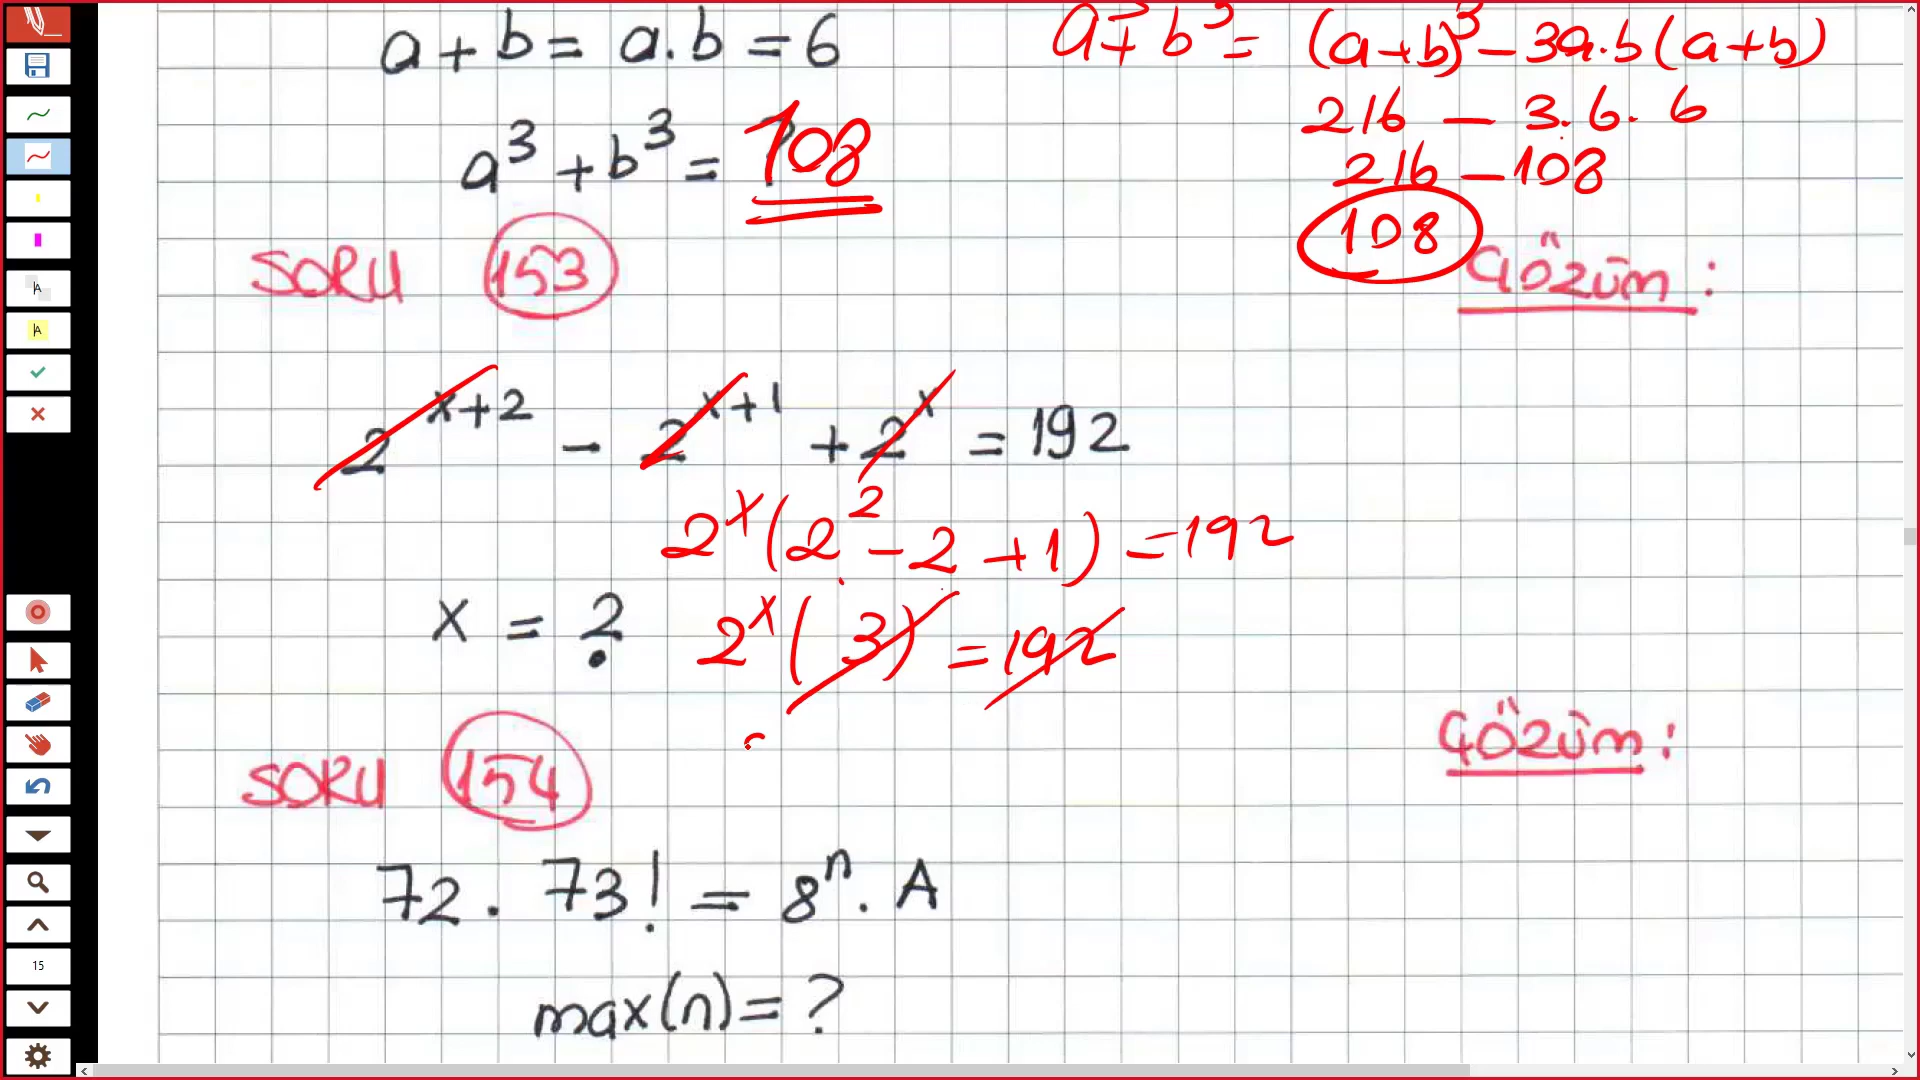 a + b = a.b = 6
a³ + b³ = (a+b)³ – 3a.b(a+b)
216 – 3.6.6
216 – 108
108
a³ + b³ = 108
SORU 153
ÇÖZÜM :
2^(x+2) – 2^(x+1) + 2^x = 192
2^x (2² – 2 + 1) = 192
x = ?
2^x (3) = 192
SORU 154
ÇÖZÜM :
72 . 73! = 8^n . A
max(n) = ?
15